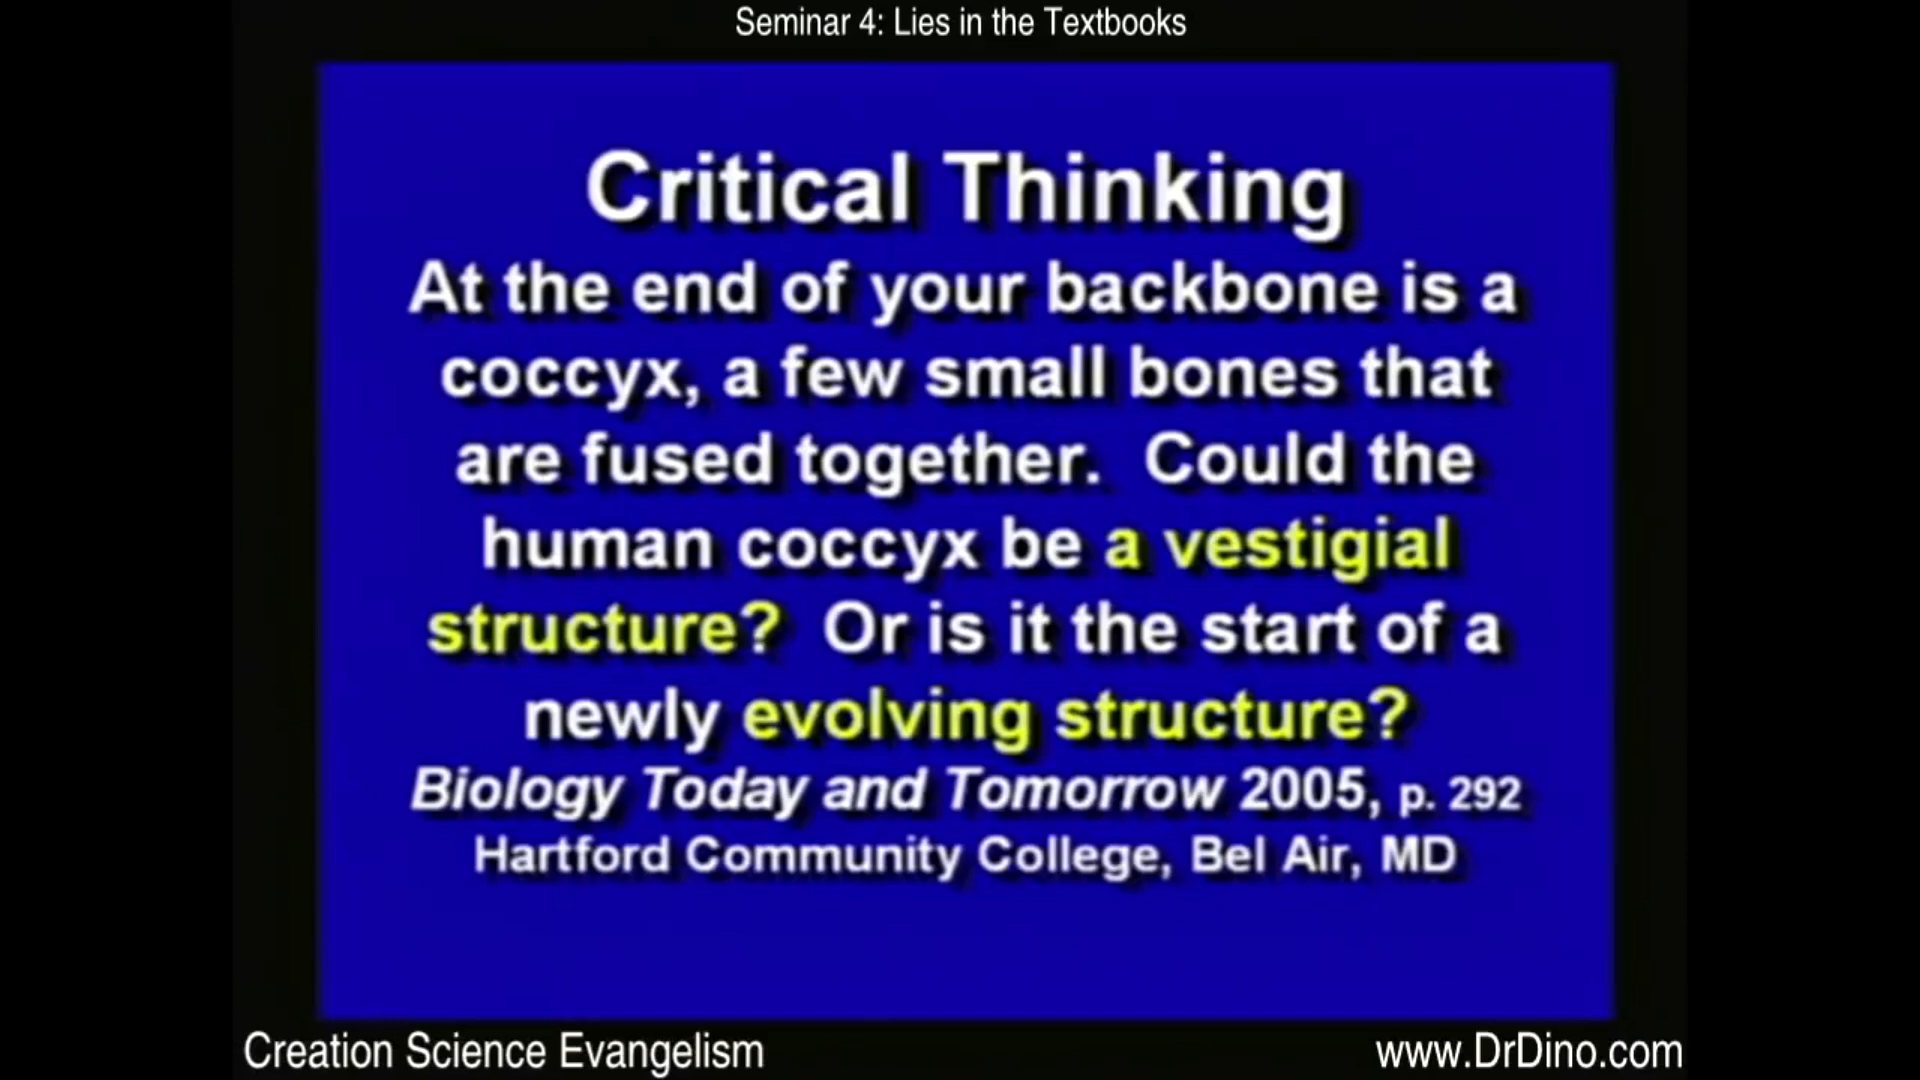 Seminar 4: Lies in the Textbooks
Critical Thinking
At the end of your backbone is a
coccyx, a few small bones that
are fused together. Could the
human coccyx be a vestigial
structure? Or is it the start of a
newly evolving structure?
Biology Today and Tomorrow 2005, p. 292
Hartford Community College, Bel Air, MD
Creation Science Evangelism
www.DrDino.com